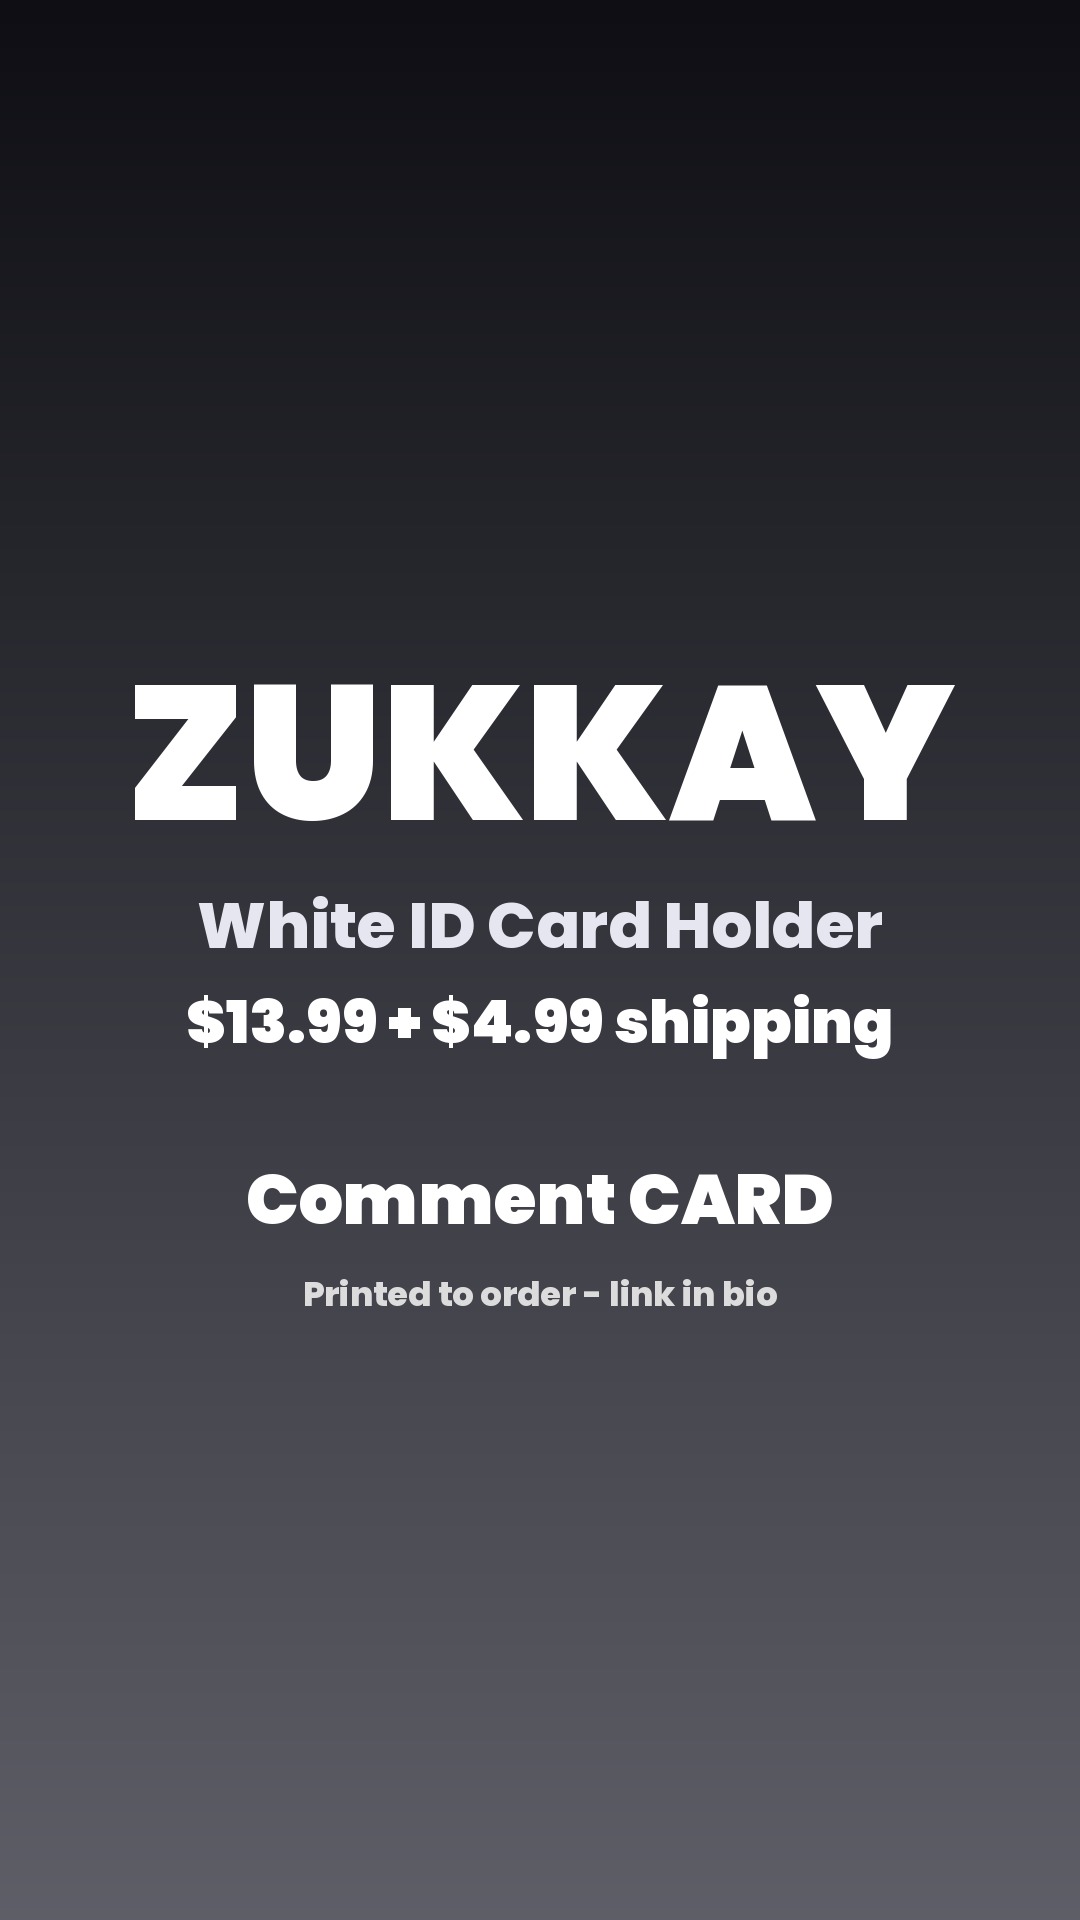 ZUKKAY
White ID Card Holder
$13.99 + $4.99 shipping
Comment CARD
Printed to order - link in bio